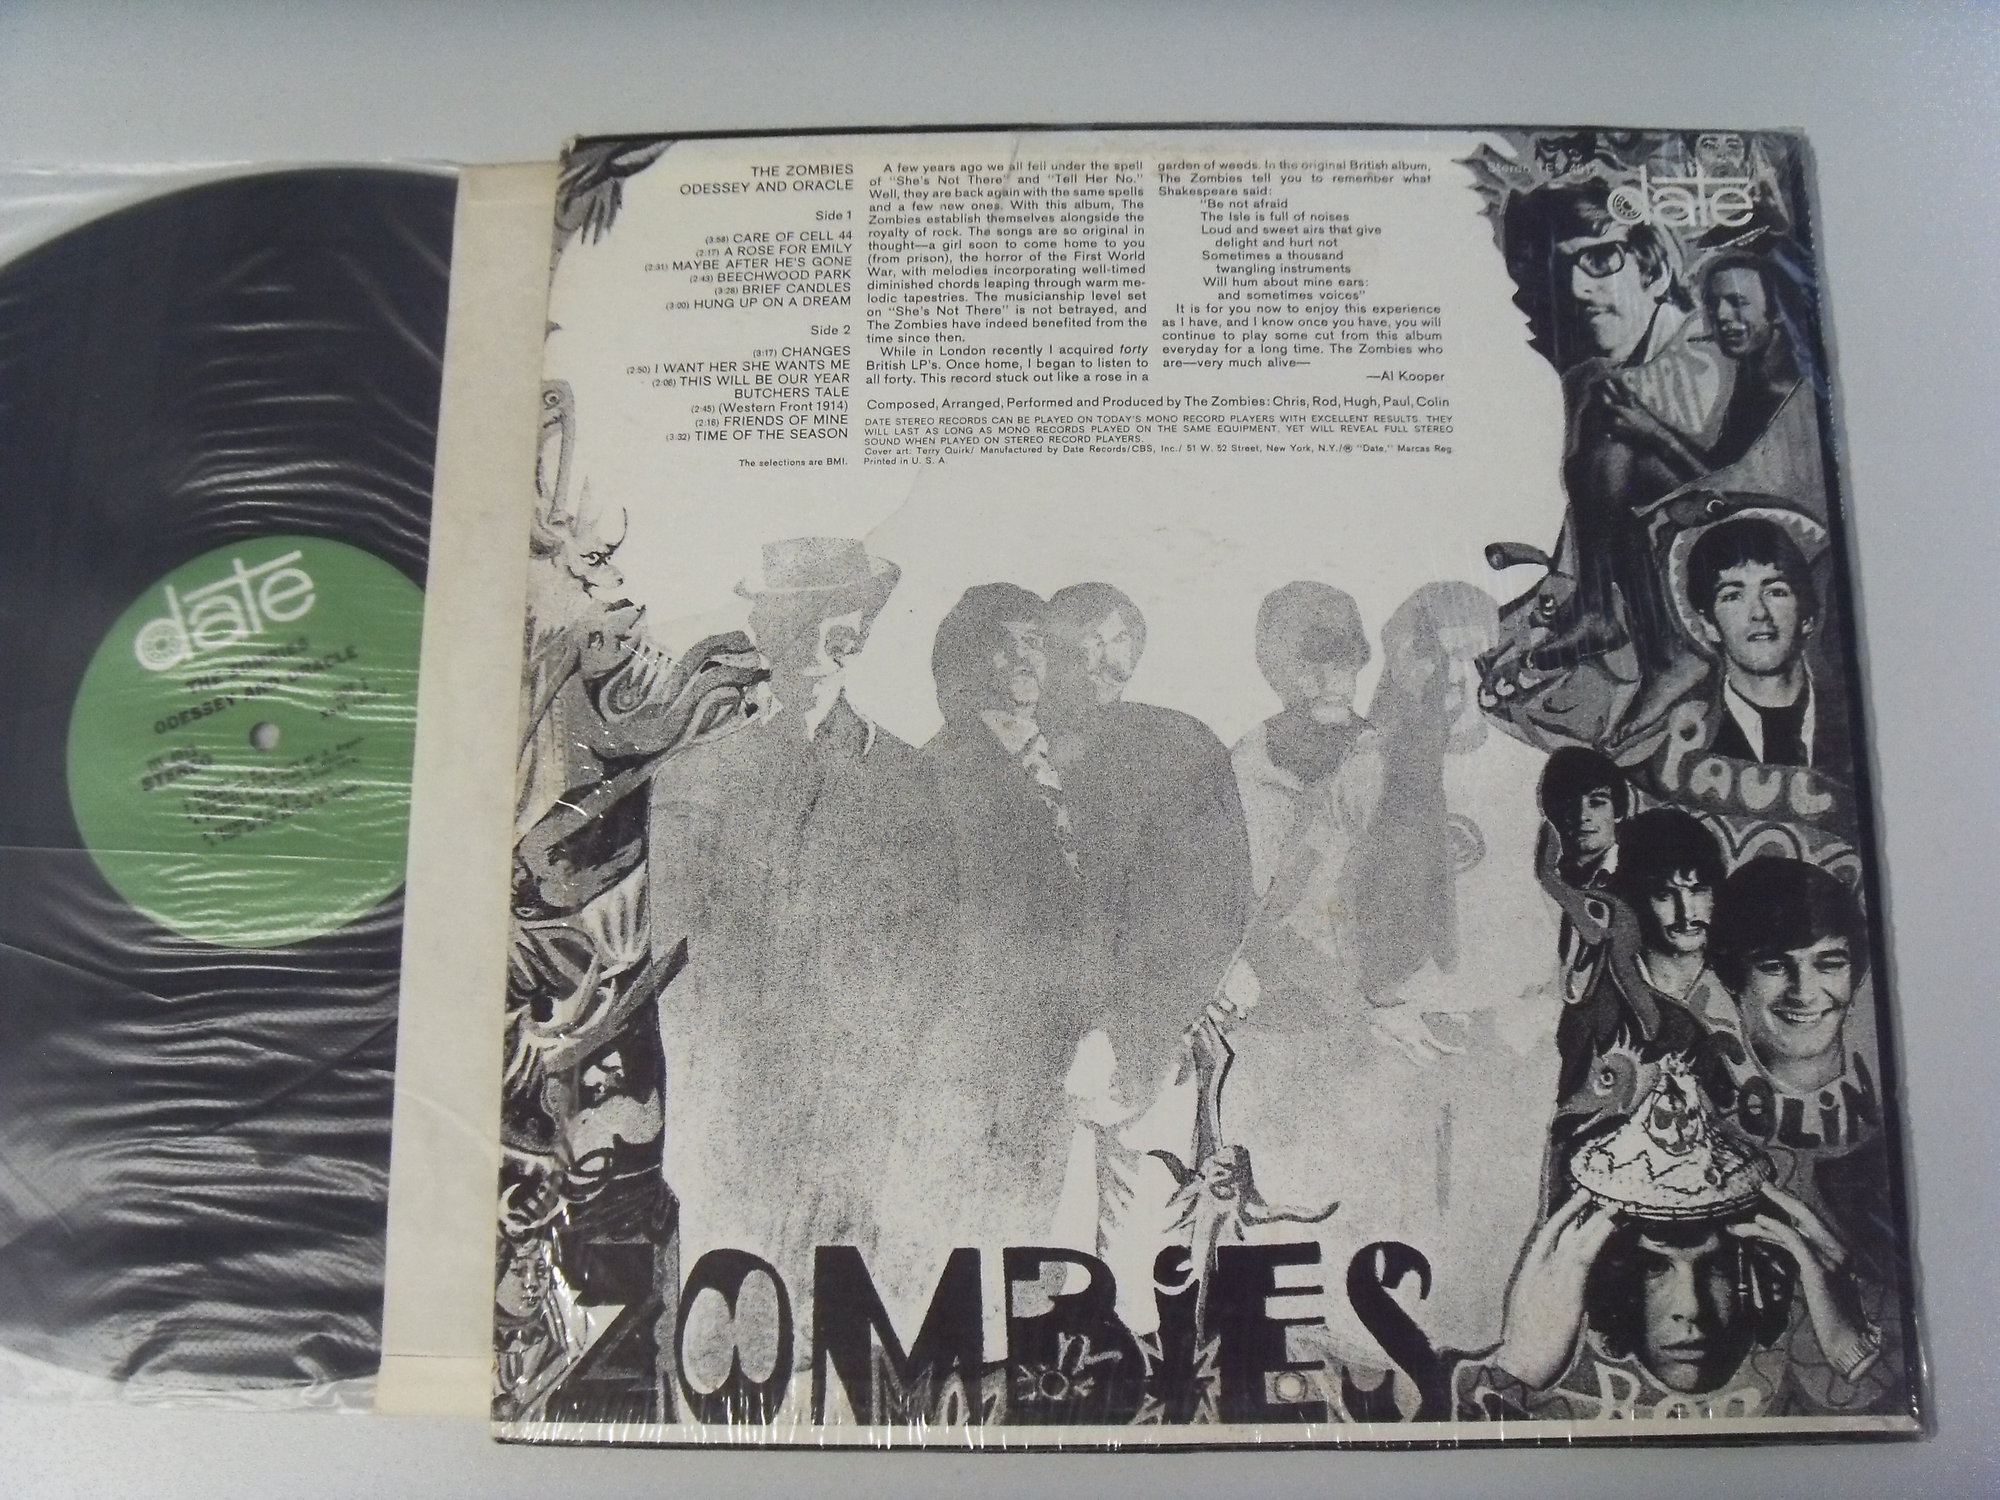 date
THE ZOMBIES
ODESSEY AND ORACLE
STEREO
THE ZOMBIES
ODESSEY AND ORACLE
Side 1
(3:58) CARE OF CELL 44
(2:17) A ROSE FOR EMILY
(2:31) MAYBE AFTER HE'S GONE
(2:43) BEECHWOOD PARK
(3:28) BRIEF CANDLES
(3:00) HUNG UP ON A DREAM
Side 2
(3:17) CHANGES
(2:50) I WANT HER SHE WANTS ME
(2:06) THIS WILL BE OUR YEAR
BUTCHERS TALE
(2:45) (Western Front 1914)
(2:18) FRIENDS OF MINE
(3:32) TIME OF THE SEASON
The selections are BMI.
A few years ago we all fell under the spell
of "She's Not There" and "Tell Her No."
Well, they are back again with the same spells
and a few new ones. With this album, The
Zombies establish themselves alongside the
royalty of rock. The songs are so original in
thought—a girl soon to come home to you
(from prison), the horror of the First World
War, with melodies incorporating well-timed
diminished chords leaping through warm me-
lodic tapestries. The musicianship level set
on "She's Not There" is not betrayed, and
The Zombies have indeed benefited from the
time since then.
While in London recently I acquired forty
British LP's. Once home, I began to listen to
all forty. This record stuck out like a rose in a
garden of weeds. In the original British album,
The Zombies tell you to remember what
Shakespeare said:
"Be not afraid
The Isle is full of noises
Loud and sweet airs that give
delight and hurt not
Sometimes a thousand
twangling instruments
Will hum about mine ears:
and sometimes voices"
It is for you now to enjoy this experience
as I have, and I know once you have, you will
continue to play some cut from this album
everyday for a long time. The Zombies who
are—very much alive—
—Al Kooper
Composed, Arranged, Performed and Produced by The Zombies: Chris, Rod, Hugh, Paul, Colin
DATE STEREO RECORDS CAN BE PLAYED ON TODAY'S MONO RECORD PLAYERS WITH EXCELLENT RESULTS. THEY
WILL LAST AS LONG AS MONO RECORDS PLAYED ON THE SAME EQUIPMENT, YET WILL REVEAL FULL STEREO
SOUND WHEN PLAYED ON STEREO RECORD PLAYERS.
Cover art: Terry Quirk/ Manufactured by Date Records/CBS, Inc./ 51 W. 52 Street, New York, N.Y./® "Date," Marcas Reg.
Printed in U. S. A.
Stereo
date
CHRIS
PAUL
COLiN
ROD
ZOMBiES